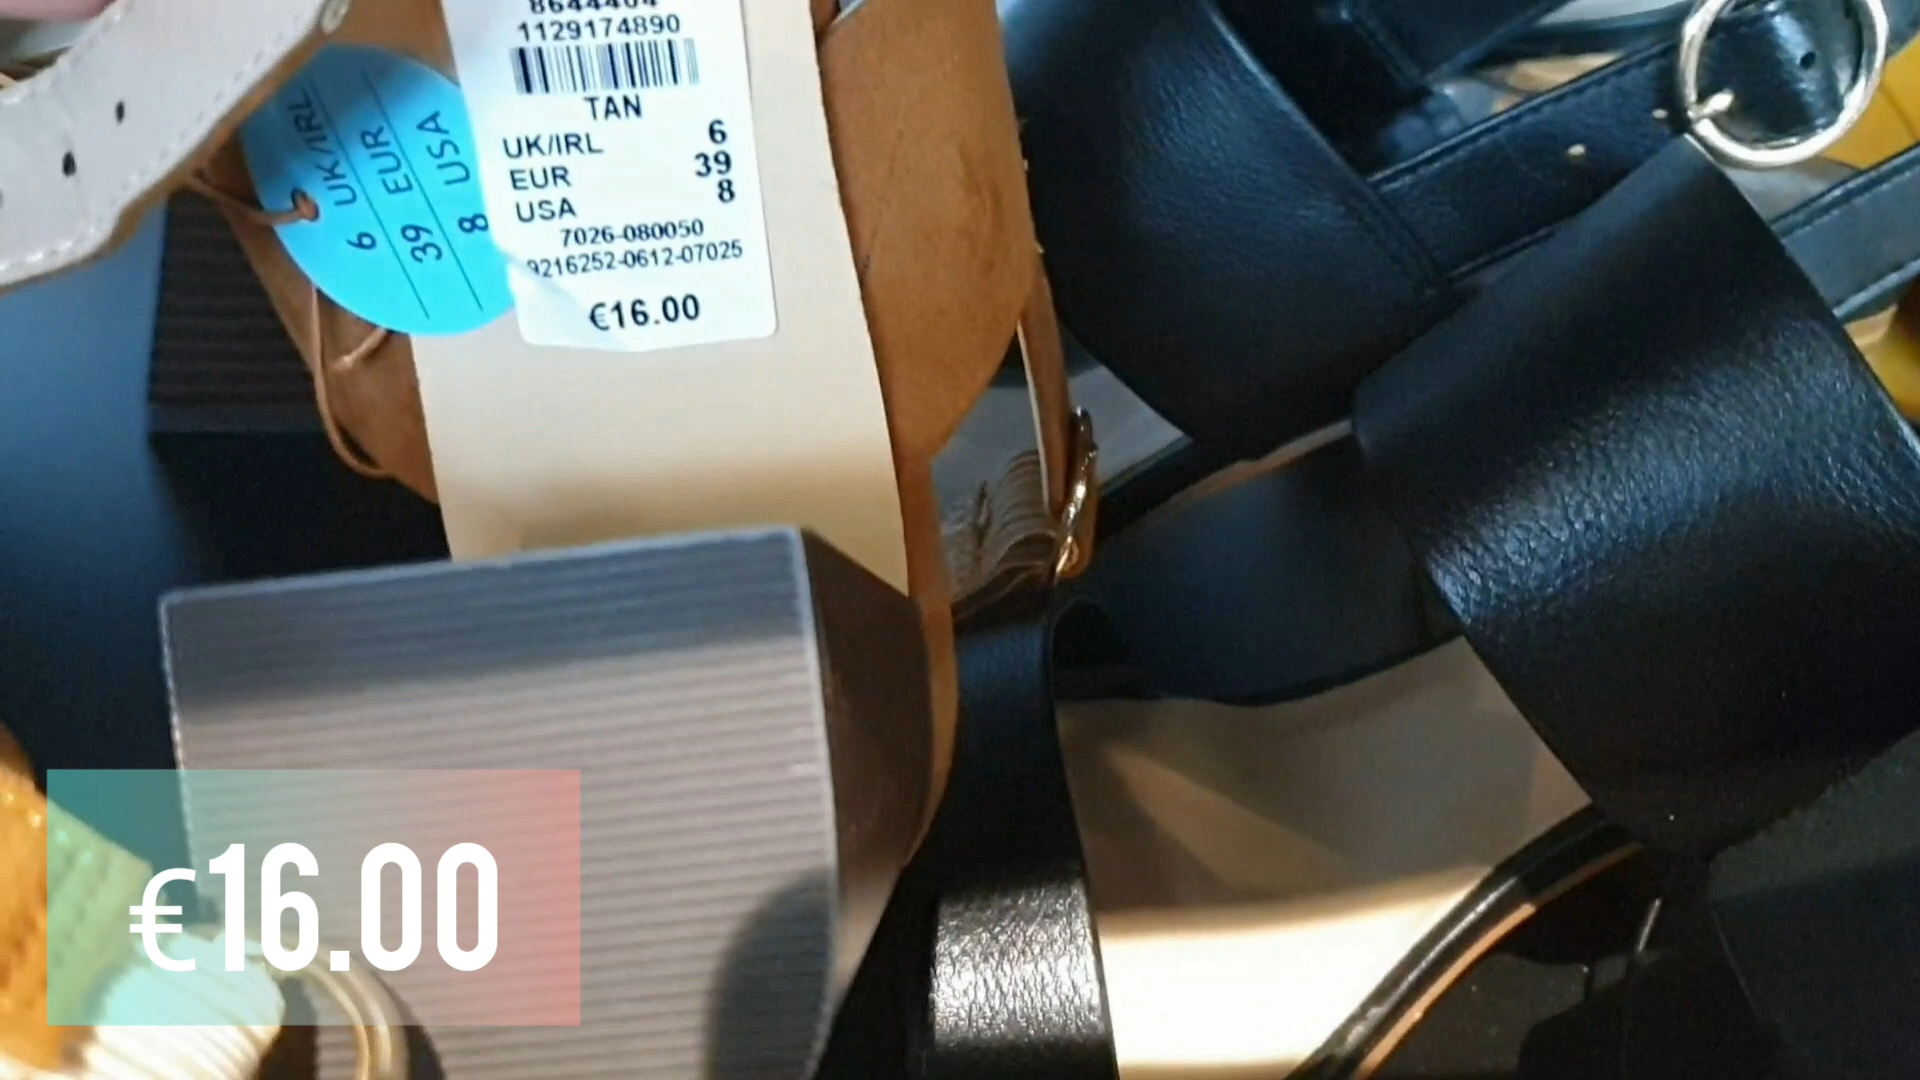 1129174890
TAN
UK/IRL 6
EUR 39
USA 8
7026-080050
9216252-0612-07025
€16.00
UK/IRL 6
EUR 39
USA 8
€16.00